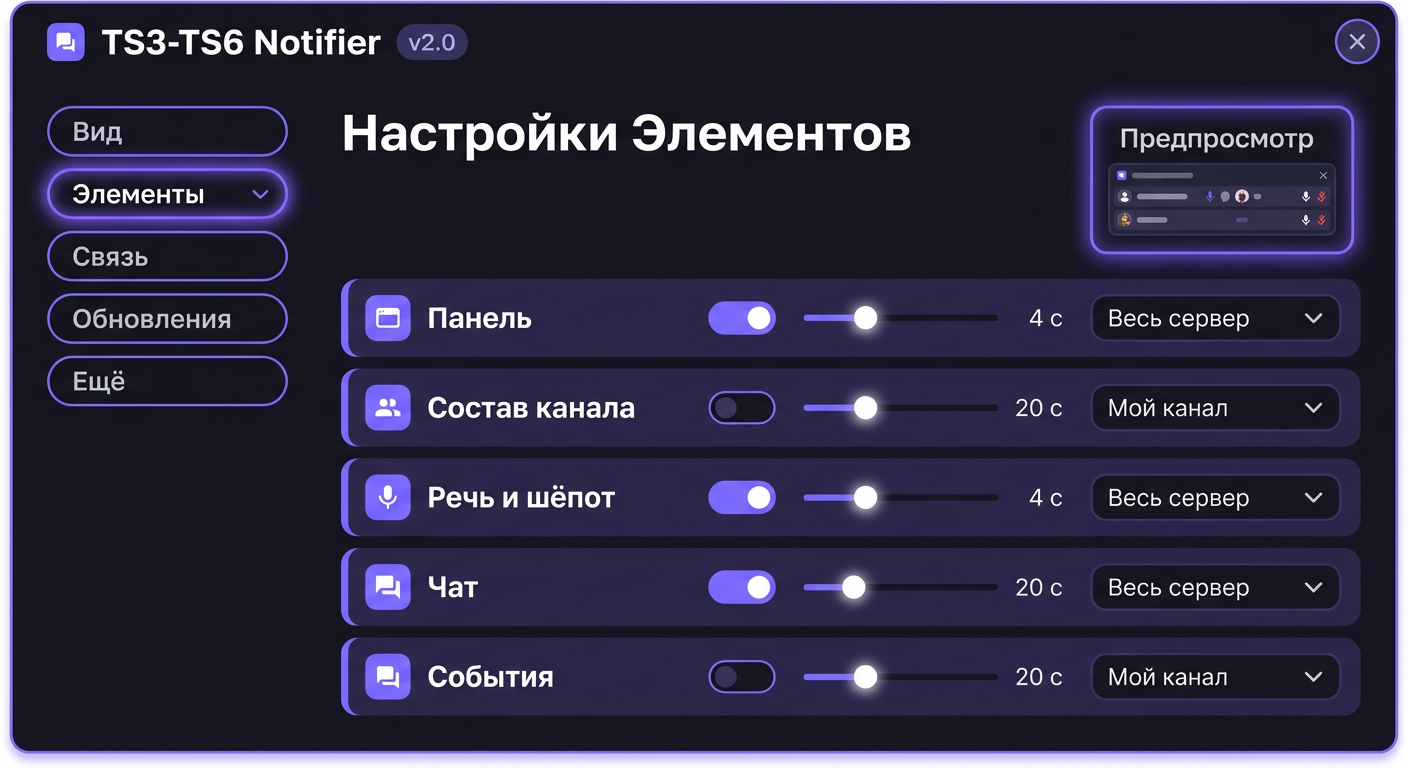 TS3-TS6 Notifier v2.0
Вид
Элементы
Связь
Обновления
Ещё
Настройки Элементов
Предпросмотр
Панель 4 с Весь сервер
Состав канала 20 с Мой канал
Речь и шёпот 4 с Весь сервер
Чат 20 с Весь сервер
События 20 с Мой канал